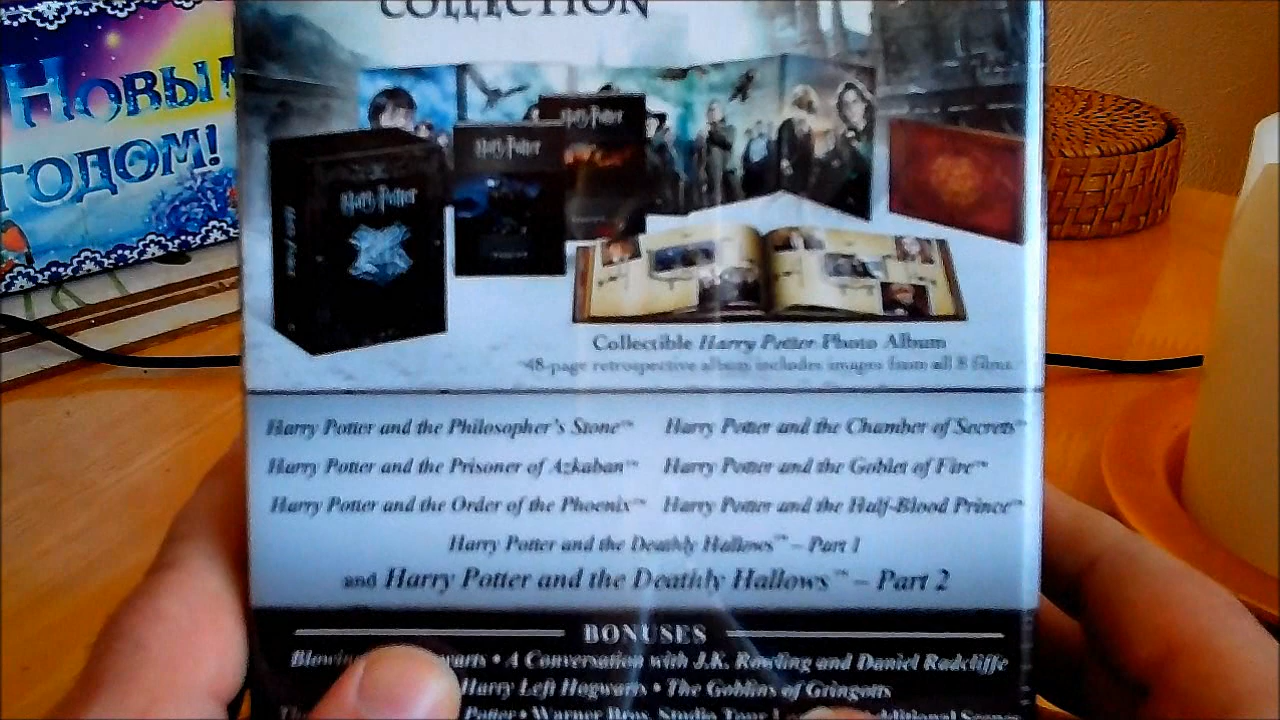 COLLECTION
НОВЫМ
ГОДОМ!
Harry Potter
Harry Potter
Harry Potter
Collectible Harry Potter Photo Album
48-page retrospective album includes images from all 8 films.
Harry Potter and the Philosopher's Stone™ Harry Potter and the Chamber of Secrets™
Harry Potter and the Prisoner of Azkaban™ Harry Potter and the Goblet of Fire™
Harry Potter and the Order of the Phoenix™ Harry Potter and the Half-Blood Prince™
Harry Potter and the Deathly Hallows™ – Part 1
and Harry Potter and the Deathly Hallows™ – Part 2
BONUSES
• A Conversation with J.K. Rowling and Daniel Radcliffe
Harry Left Hogwarts • The Goblins of Gringotts
Potter • Warner Bros. Studio Tour Additional Scenes